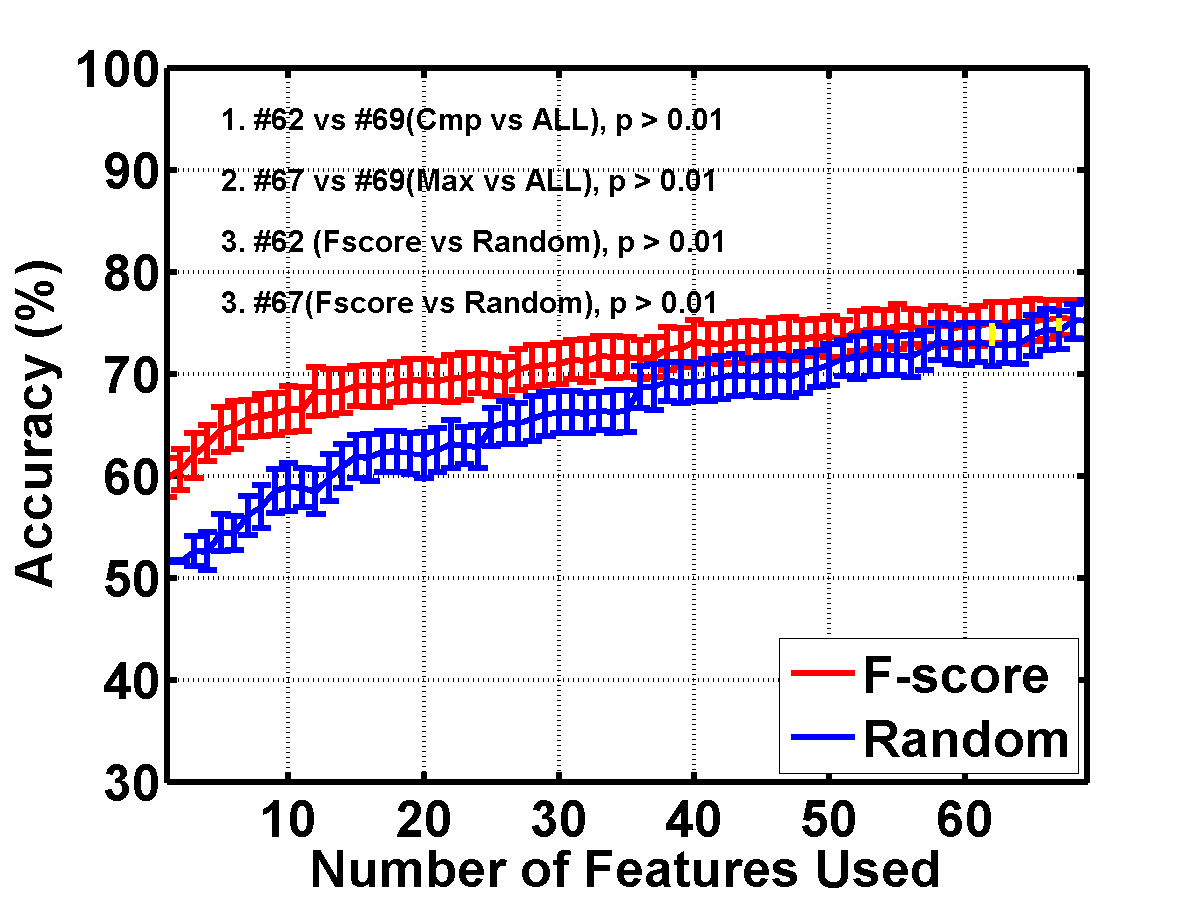 100
90
80
70
60
50
40
30
1. #62 vs #69(Cmp vs ALL), p > 0.01
2. #67 vs #69(Max vs ALL), p > 0.01
3. #62 (Fscore vs Random), p > 0.01
3. #67(Fscore vs Random), p > 0.01
Accuracy (%)
F-score
Random
10 20 30 40 50 60
Number of Features Used